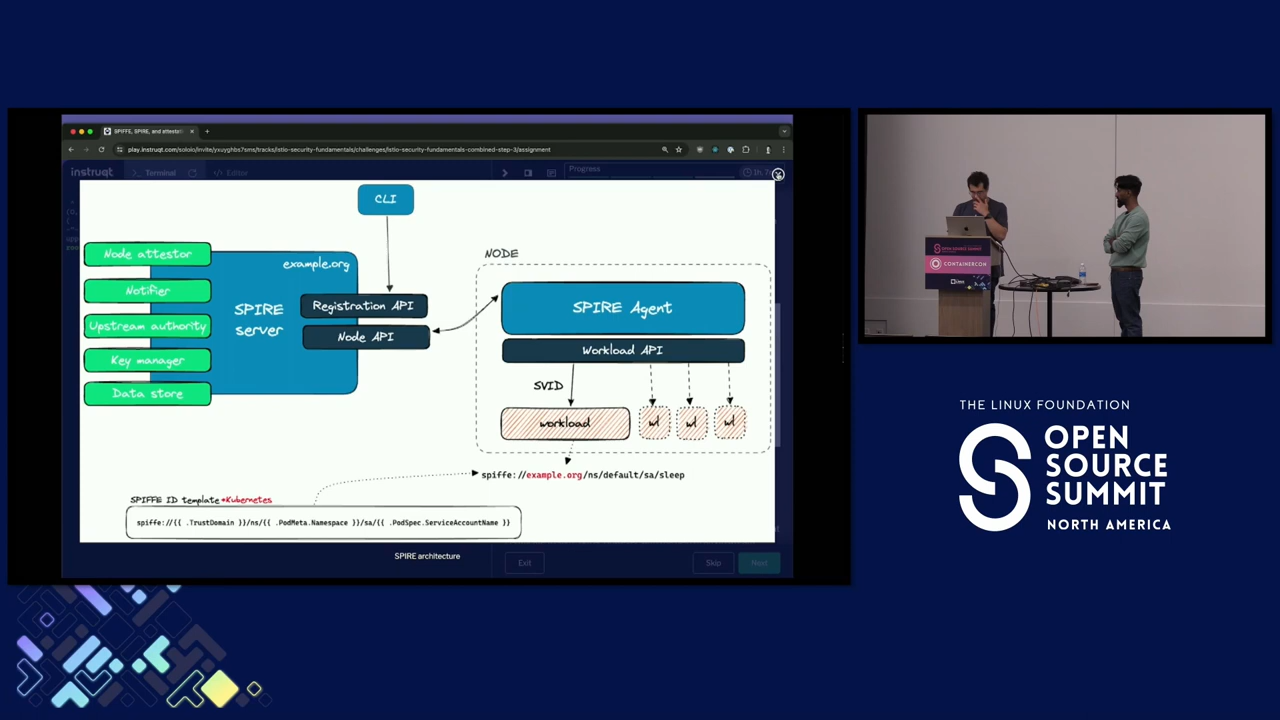 SPIFFE, SPIRE, and attestati
play.instruqt.com/soloio/invite/yxuyghbs7sms/tracks/istio-security-fundamentals/challenges/istio-security-fundamentals-combined-step-3/assignment
instruqt
Terminal
Editor
Progress
CLI
Node attestor
Notifier
Upstream authority
Key manager
Data store
example.org
SPIRE
server
Registration API
Node API
NODE
SPIRE Agent
Workload API
SVID
workload
wl
wl
wl
spiffe://example.org/ns/default/sa/sleep
SPIFFE ID template +Kubernetes
spiffe://{{ .TrustDomain }}/ns/{{ .PodMeta.Namespace }}/sa/{{ .PodSpec.ServiceAccountName }}
SPIRE architecture
Exit
Skip
Next
OPEN SOURCE SUMMIT
CONTAINERCON
THE LINUX FOUNDATION
OPEN
SOURCE
SUMMIT
NORTH AMERICA